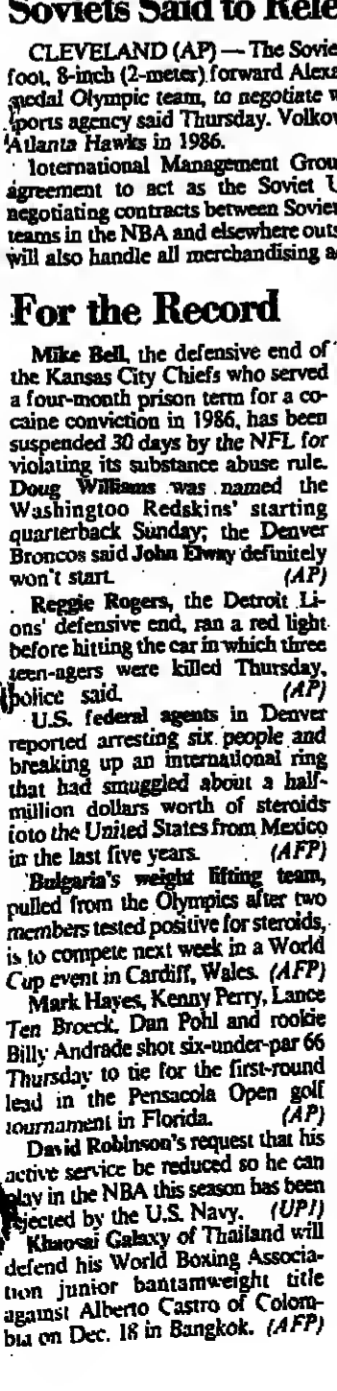 Soviets Said to Rele
CLEVELAND (AP) — The Sovie
foot, 8-inch (2-meter) forward Alexa
medal Olympic team, to negotiate w
sports agency said Thursday. Volkov
Atlanta Hawks in 1986.
Ioternational Management Grou
agreement to act as the Soviet U
negotiating contracts between Soviet
teams in the NBA and elsewhere outs
will also handle all merchandising a
For the Record
Mike Bell, the defensive end of
the Kansas City Chiefs who served
a four-month prison term for a co-
caine conviction in 1986, has been
suspended 30 days by the NFL for
violating its substance abuse rule.
Doug Williams was named the
Washingtoo Redskins' starting
quarterback Sunday; the Denver
Broncos said John Elway definitely
won't start. (AP)
Reggie Rogers, the Detroit Li-
ons' defensive end, ran a red light
before hitting the car in which three
teen-agers were killed Thursday,
police said. (AP)
U.S. federal agents in Denver
reported arresting six people and
breaking up an international ring
that had smuggled about a half-
million dollars worth of steroids
ioto the United States from Mexico
in the last five years. (AFP)
Bulgaria's weight lifting team,
pulled from the Olympics after two
members tested positive for steroids,
is to compete next week in a World
Cup event in Cardiff, Wales. (AFP)
Mark Hayes, Kenny Perry, Lance
Ten Broeck, Dan Pohl and rookie
Billy Andrade shot six-under-par 66
Thursday to tie for the first-round
lead in the Pensacola Open golf
tournament in Florida. (AP)
David Robinson's request that his
active service be reduced so he can
play in the NBA this season bas been
rejected by the U.S. Navy. (UPI)
Khaosai Galaxy of Thailand will
defend his World Boxing Associa-
tion junior bantamweight title
against Alberto Castro of Colom-
bia on Dec. 18 in Bangkok. (AFP)